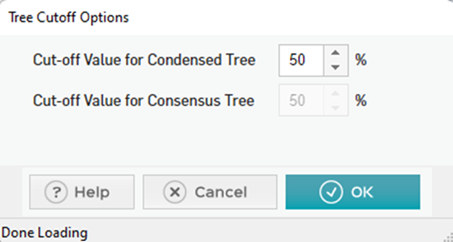 Tree Cutoff Options
Cut-off Value for Condensed Tree 50 %
Cut-off Value for Consensus Tree 50 %
? Help Cancel OK
Done Loading